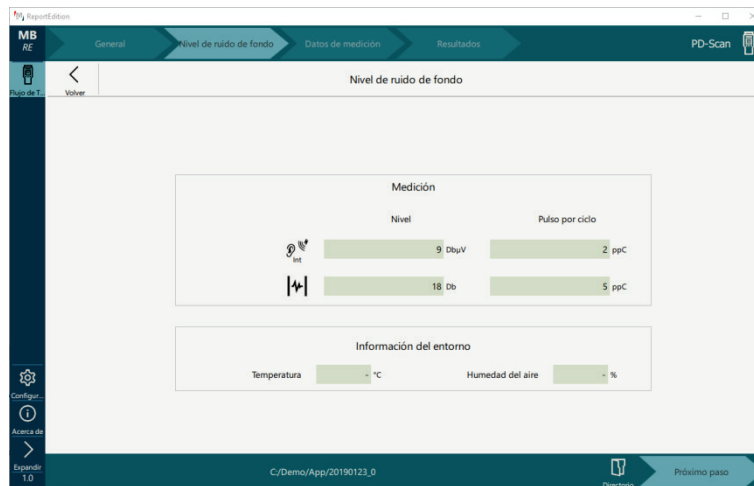 ReportEdition
MB
RE
General
Nivel de ruido de fondo
Datos de medición
Resultados
PD-Scan
Flujo de T...
Volver
Nivel de ruido de fondo
Medición
Nivel
Pulso por ciclo
Int
9 DbµV
2 ppC
18 Db
5 ppC
Información del entorno
Temperatura
- °C
Humedad del aire
- %
Configur...
Acerca de
Expandir
1.0
C:/Demo/App/20190123_0
Directorio
Próximo paso